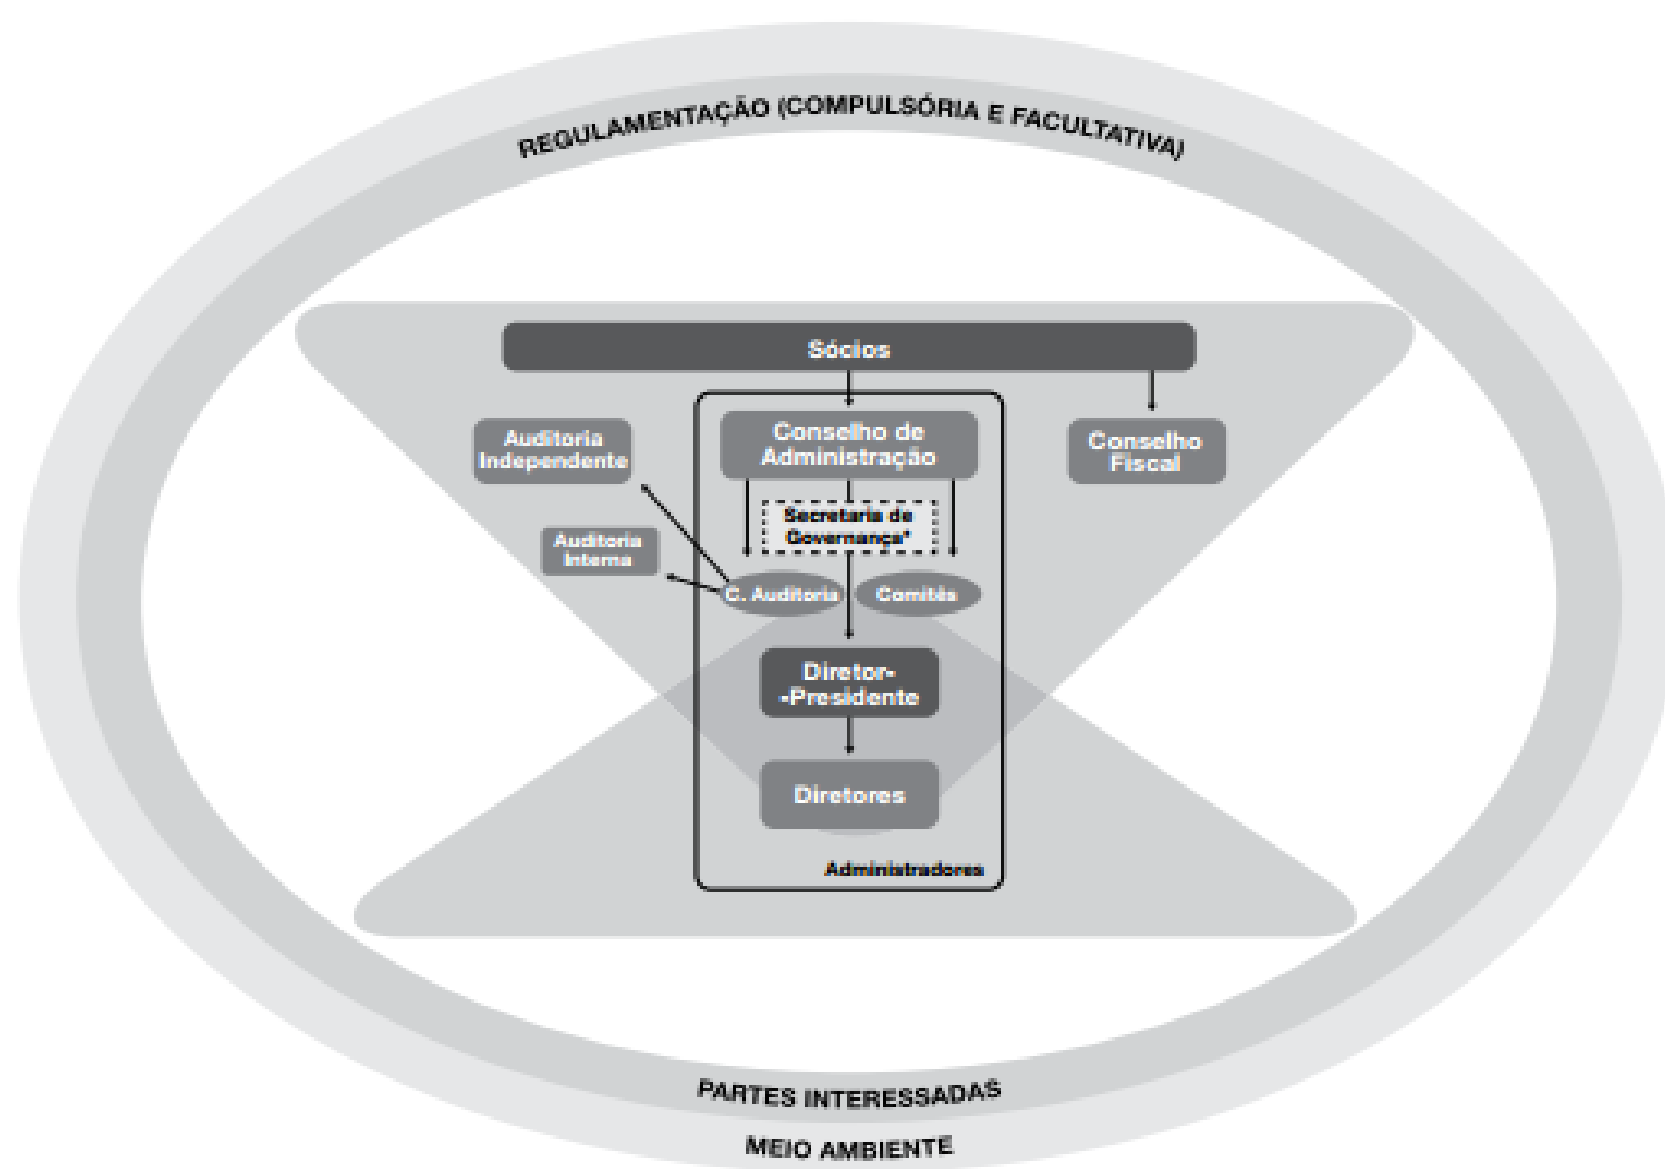 REGULAMENTAÇÃO (COMPULSÓRIA E FACULTATIVA)
Sócios
Auditoria
Independente
Conselho de
Administração
Conselho
Fiscal
Secretaria de
Governança*
Auditoria
Interna
C. Auditoria
Comitês
Diretor-
-Presidente
Diretores
Administradores
PARTES INTERESSADAS
MEIO AMBIENTE